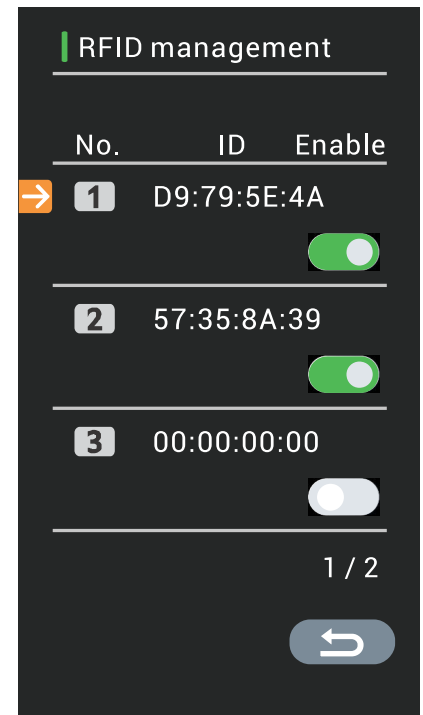 RFID management
No. ID Enable
1 D9:79:5E:4A
2 57:35:8A:39
3 00:00:00:00
1 / 2